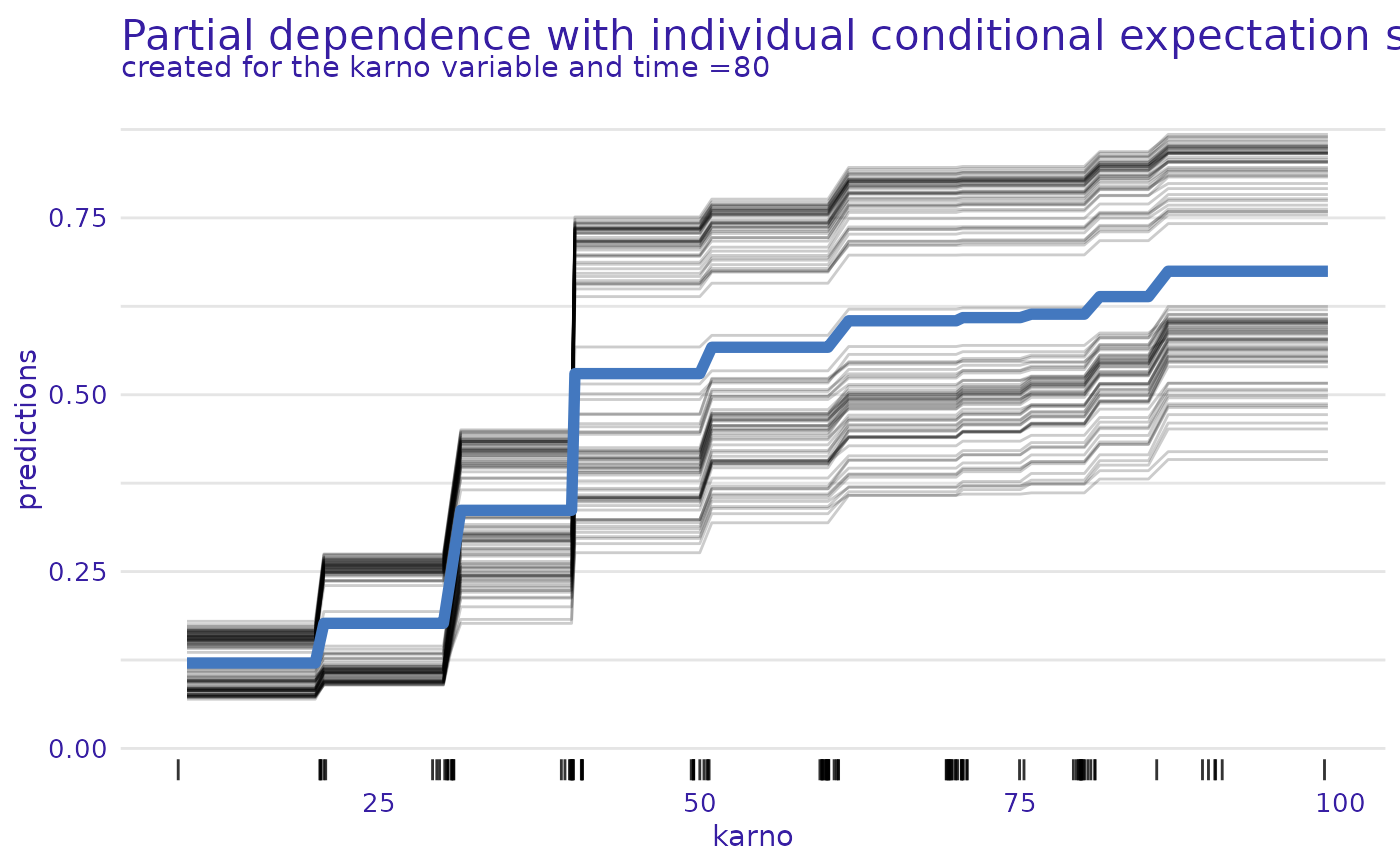 Partial dependence with individual conditional expectation s
created for the karno variable and time =80
predictions
0.75
0.50
0.25
0.00
25 50 75 100
karno